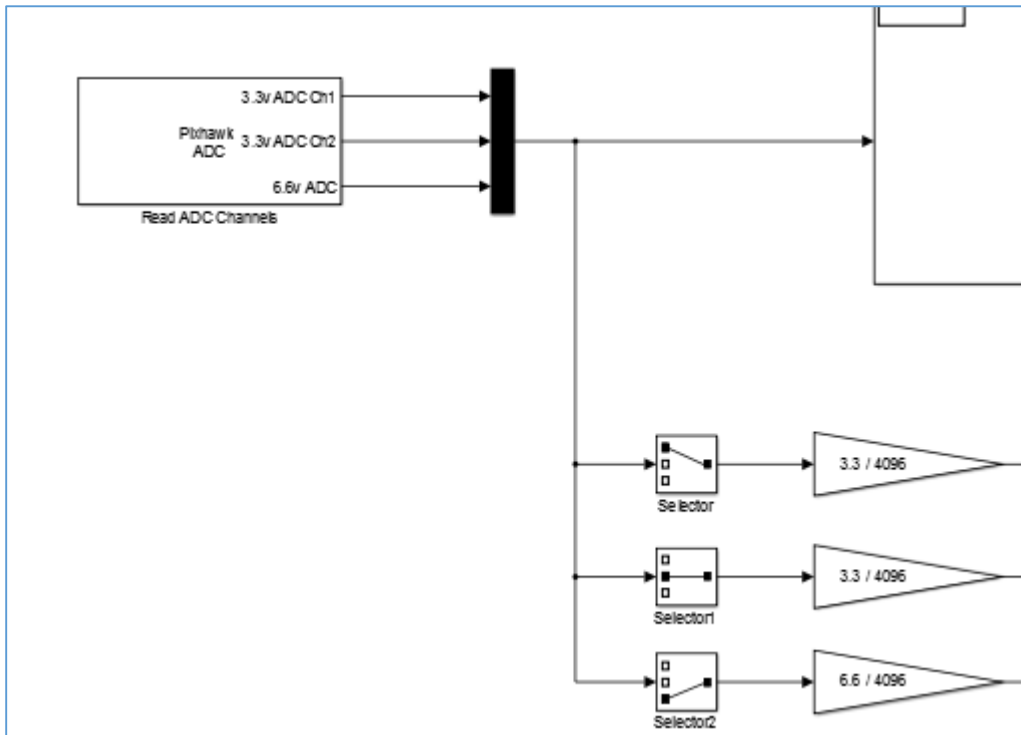 3.3v ADC Ch1
Pixhawk
ADC
3.3v ADC Ch2
6.6v ADC
Read ADC Channels
3.3 / 4096
Selector
3.3 / 4096
Selector1
6.6 / 4096
Selector2